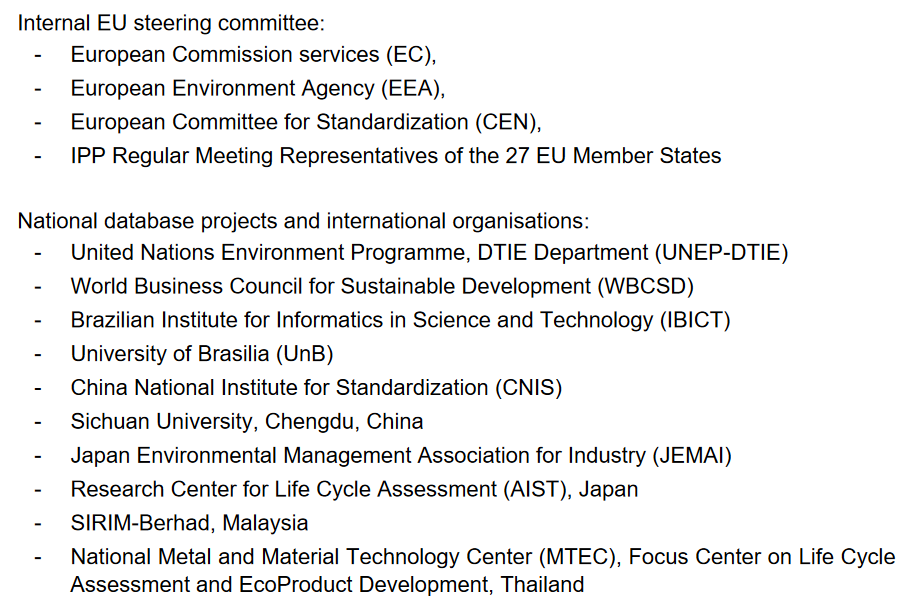 Internal EU steering committee:
- European Commission services (EC),
- European Environment Agency (EEA),
- European Committee for Standardization (CEN),
- IPP Regular Meeting Representatives of the 27 EU Member States
National database projects and international organisations:
- United Nations Environment Programme, DTIE Department (UNEP-DTIE)
- World Business Council for Sustainable Development (WBCSD)
- Brazilian Institute for Informatics in Science and Technology (IBICT)
- University of Brasilia (UnB)
- China National Institute for Standardization (CNIS)
- Sichuan University, Chengdu, China
- Japan Environmental Management Association for Industry (JEMAI)
- Research Center for Life Cycle Assessment (AIST), Japan
- SIRIM-Berhad, Malaysia
- National Metal and Material Technology Center (MTEC), Focus Center on Life Cycle
Assessment and EcoProduct Development, Thailand